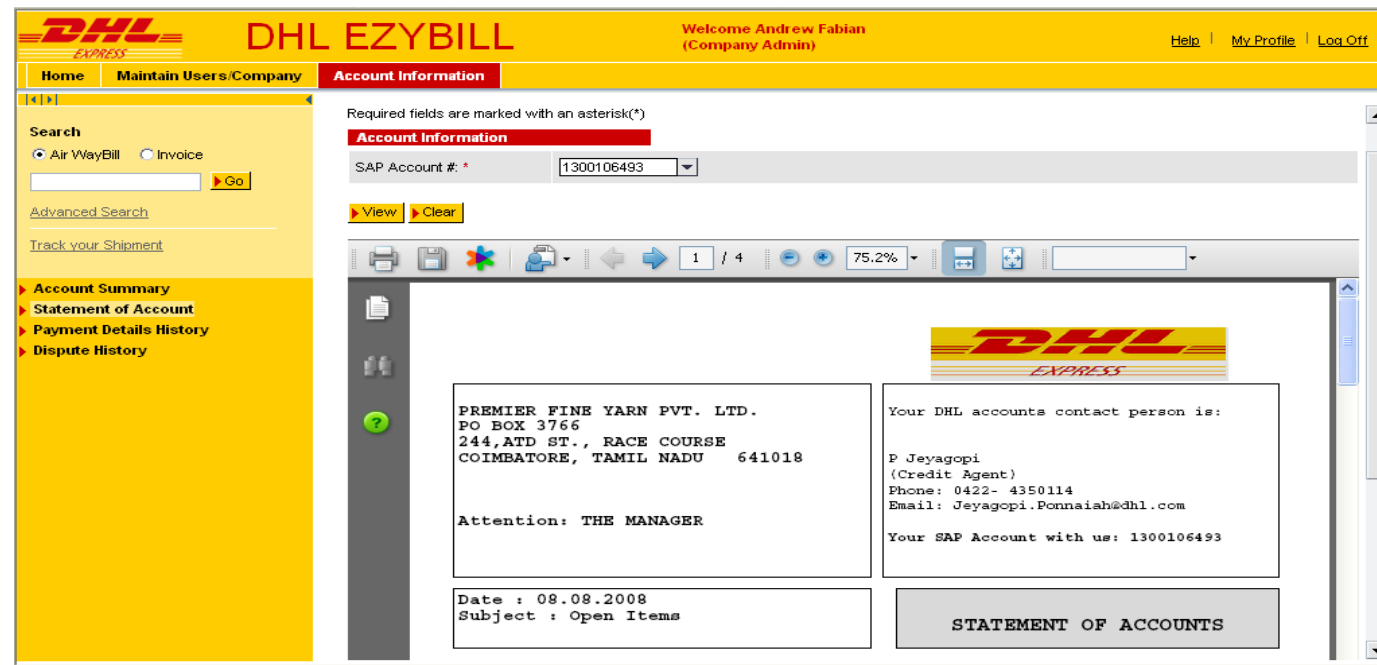 DHL EXPRESS
DHL EZYBILL
Welcome Andrew Fabian
(Company Admin)
Help | My Profile | Log Off
Home Maintain Users/Company Account Information
Search
Air WayBill Invoice
Go
Advanced Search
Track your Shipment
Account Summary
Statement of Account
Payment Details History
Dispute History
Required fields are marked with an asterisk(*)
Account Information
SAP Account #: * 1300106493
View Clear
1 / 4 75.2%
DHL
EXPRESS
PREMIER FINE YARN PVT. LTD.
PO BOX 3766
244,ATD ST., RACE COURSE
COIMBATORE, TAMIL NADU 641018
Attention: THE MANAGER
Your DHL accounts contact person is:
P Jeyagopi
(Credit Agent)
Phone: 0422- 4350114
Email: Jeyagopi.Ponnaiah@dhl.com
Your SAP Account with us: 1300106493
Date : 08.08.2008
Subject : Open Items
STATEMENT OF ACCOUNTS